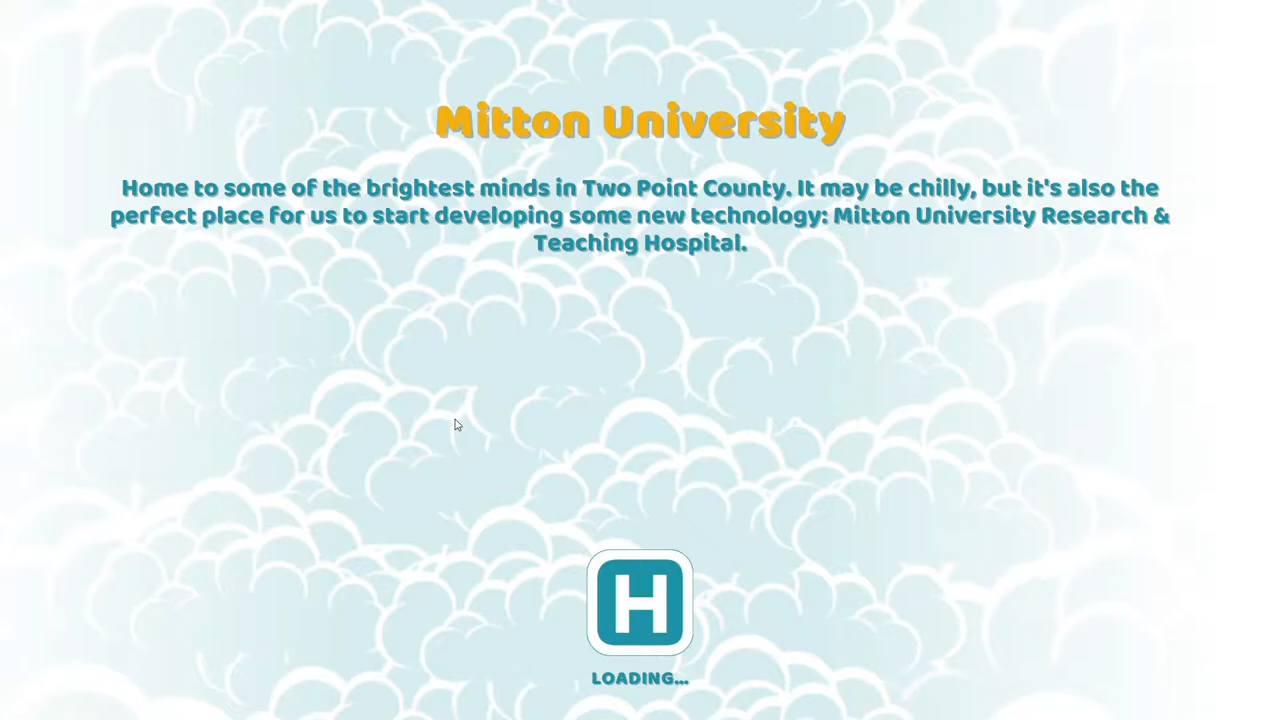 Mitton University
Home to some of the brightest minds in Two Point County. It may be chilly, but it's also the
perfect place for us to start developing some new technology: Mitton University Research &
Teaching Hospital.
H
LOADING...